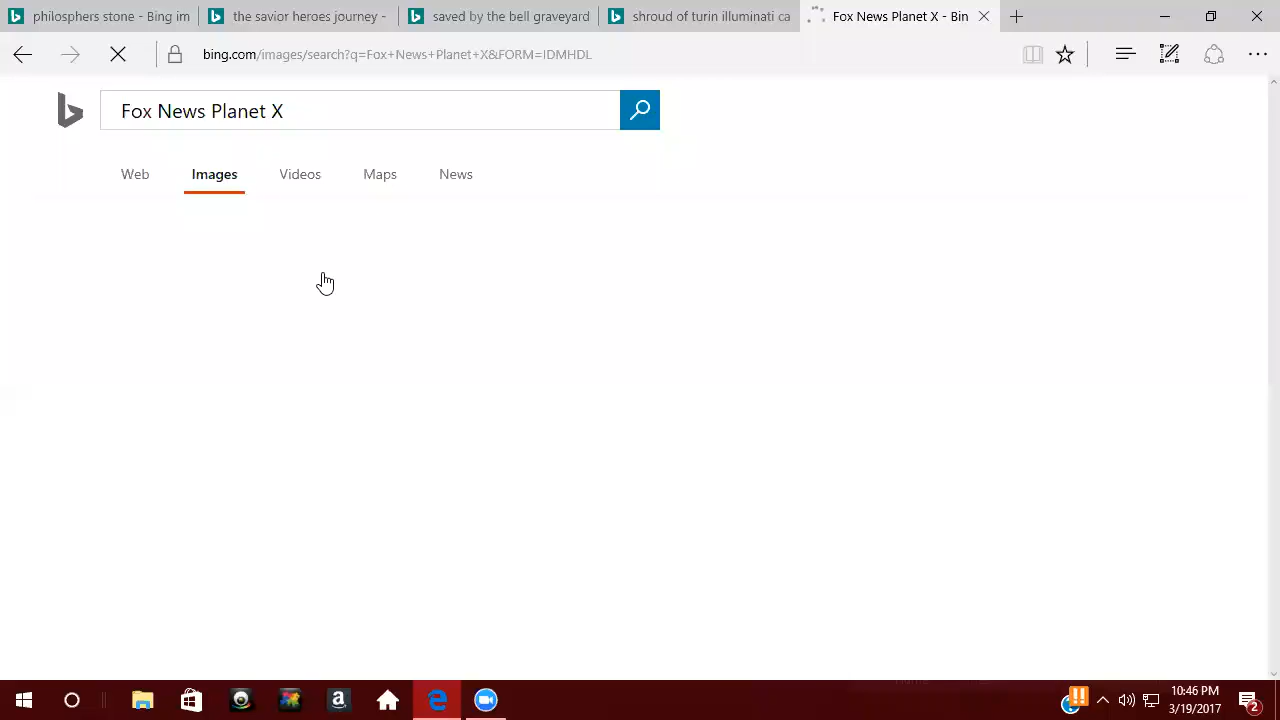 philosphers stone - Bing im
the savior heroes journey -
saved by the bell graveyard
shroud of turin illuminati ca
Fox News Planet X - Bin
bing.com/images/search?q=Fox+News+Planet+X&FORM=IDMHDL
Fox News Planet X
Web Images Videos Maps News
10:46 PM
3/19/2017
2